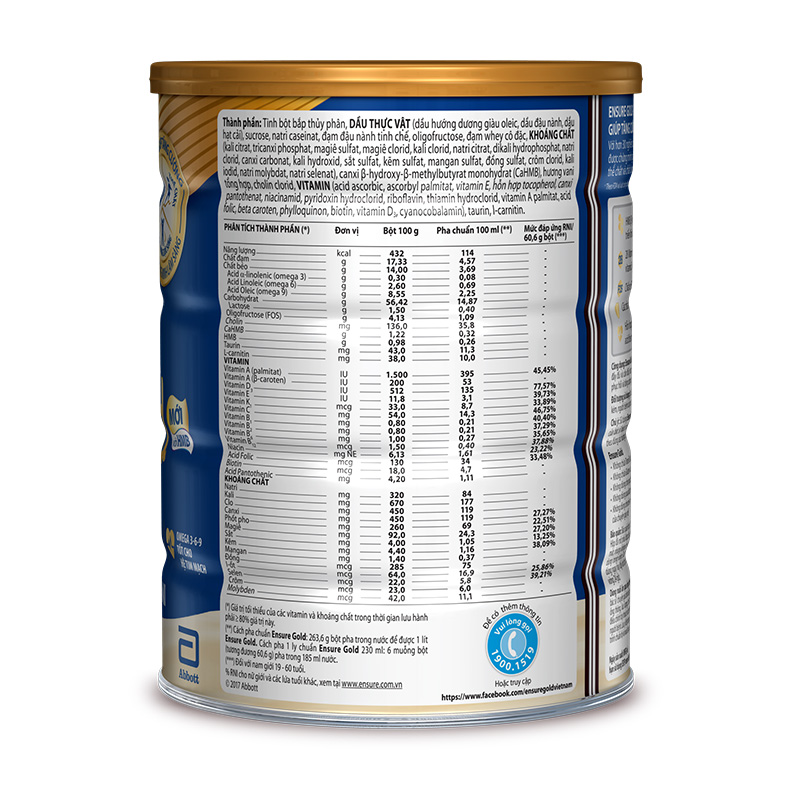 Thành phần: Tinh bột bắp thủy phân, DẦU THỰC VẬT (dầu hướng dương giàu oleic, dầu đậu nành, dầu
hạt cải), sucrose, natri caseinat, đạm đậu nành tinh chế, oligofructose, đạm whey cô đặc, KHOÁNG CHẤT
(kali citrat, tricanxi phosphat, magiê sulfat, magiê clorid, kali clorid, natri citrat, dikali hydrophosphat, natri
clorid, canxi carbonat, kali hydroxid, sắt sulfat, kẽm sulfat, mangan sulfat, đồng sulfat, cróm clorid, kali
iodid, natri molybdat, natri selenat), canxi β-hydroxy-β-methylbutyrat monohydrat (CaHMB), hương vani
tổng hợp, cholin clorid, VITAMIN (acid ascorbic, ascorbyl palmitat, vitamin E, hỗn hợp tocopherol, canxi
pantothenat, niacinamid, pyridoxin hydroclorid, riboflavin, thiamin hydroclorid, vitamin A palmitat, acid
folic, beta caroten, phylloquinon, biotin, vitamin D₃, cyanocobalamin), taurin, l-carnitin.
PHÂN TÍCH THÀNH PHẦN (*) Đơn vị Bột 100 g Pha chuẩn 100 ml (**) Mức đáp ứng RNI/
60,6 g bột (***)
Năng lượng kcal 432 114
Chất đạm g 17,33 4,57
Chất béo g 14,00 3,69
Acid α-linolenic (omega 3) g 0,30 0,08
Acid Linoleic (omega 6) g 2,60 0,69
Acid Oleic (omega 9) g 8,55 2,25
Carbohydrat g 56,42 14,87
Lactose g 1,50 0,40
Oligofructose (FOS) g 4,13 1,09
Cholin mg 136,0 35,8
CaHMB g 1,22 0,32
HMB g 0,98 0,26
Taurin mg 43,0 11,3
L-carnitin mg 38,0 10,0
VITAMIN
Vitamin A (palmitat) IU 1.500 395 45,45%
Vitamin A (β-caroten) IU 200 53
Vitamin D IU 512 135 77,57%
Vitamin E IU 11,8 3,1 39,73%
Vitamin K mcg 33,0 8,7 33,89%
Vitamin C mg 54,0 14,3 46,75%
Vitamin B mg 0,80 0,21 40,40%
Vitamin B mg 0,80 0,21 37,29%
Vitamin B mg 1,00 0,27 35,65%
Vitamin B mcg 1,50 0,40 37,88%
Niacin mg NE 6,13 1,61 23,22%
Acid Folic mcg 130 34 33,48%
Biotin mcg 18,0 4,7
Acid Pantothenic mg 4,20 1,11
KHOÁNG CHẤT
Natri mg 320 84
Kali mg 670 177
Clo mg 450 119
Canxi mg 450 119 27,27%
Phốt pho mg 260 69 22,51%
Magiê mg 92,0 24,3 27,20%
Sắt mg 4,00 1,05 13,25%
Kẽm mg 4,40 1,16 38,09%
Mangan mg 1,40 0,37
Đồng mcg 285 75
I-ốt mcg 64,0 16,9 25,86%
Selen mcg 22,0 5,8 39,21%
Crôm mcg 23,0 6,0
Molybden mcg 42,0 11,1
(*) Giá trị tối thiểu của các vitamin và khoáng chất trong thời gian lưu hành
phải ≥ 80% giá trị này.
(**) Cách pha chuẩn Ensure Gold: 263,6 g bột pha trong nước để được 1 lít
Ensure Gold. Cách pha 1 ly chuẩn Ensure Gold 230 ml: 6 muỗng bột
(tương đương 60,6 g) pha trong 185 ml nước.
(***) Đối với nam giới 19 - 60 tuổi.
% RNI cho nữ giới và các lứa tuổi khác, xem tại www.ensure.com.vn
© 2017 Abbott
Để có thêm thông tin
Vui lòng gọi
1900.1519
Hoặc truy cập
https://www.facebook.com/ensuregoldvietnam
MỚI
HMB
OMEGA 3-6-9
TỐT CHO
HỆ TIM MẠCH
Abbott
ENSURE GOLD
GIÚP TĂNG